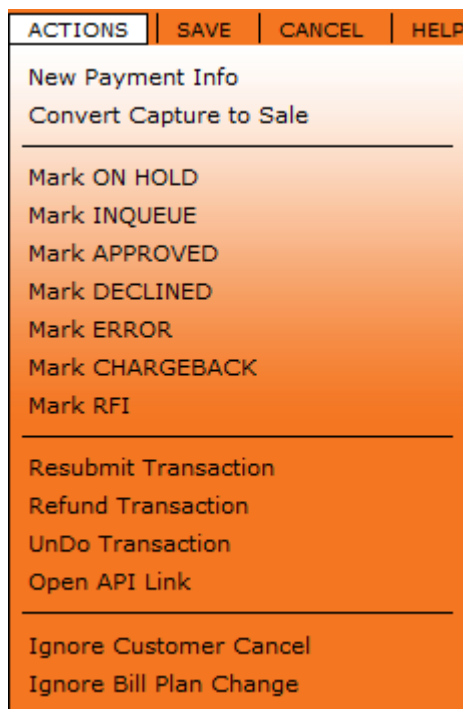 ACTIONS SAVE CANCEL HELP
New Payment Info
Convert Capture to Sale
Mark ON HOLD
Mark INQUEUE
Mark APPROVED
Mark DECLINED
Mark ERROR
Mark CHARGEBACK
Mark RFI
Resubmit Transaction
Refund Transaction
UnDo Transaction
Open API Link
Ignore Customer Cancel
Ignore Bill Plan Change